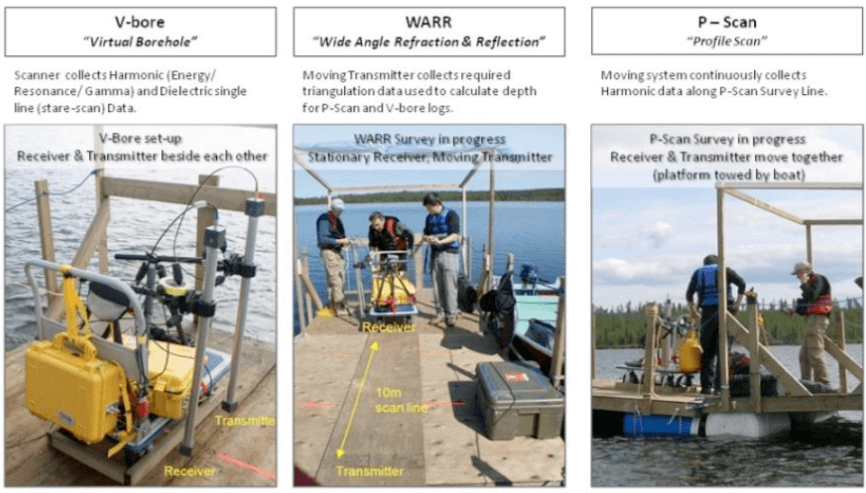 V-bore
"Virtual Borehole"
Scanner collects Harmonic (Energy/
Resonance/ Gamma) and Dielectric single
line (stare-scan) Data.
V-Bore set-up
Receiver & Transmitter beside each other
Transmitte
Receiver
WARR
"Wide Angle Refraction & Reflection"
Moving Transmitter collects required
triangulation data used to calculate depth
for P-Scan and V-bore logs.
WARR Survey in progress
Stationary Receiver, Moving Transmitter
Receiver
10m
scan line
Transmitter
P – Scan
"Profile Scan"
Moving system continuously collects
Harmonic data along P-Scan Survey Line.
P-Scan Survey in progress
Receiver & Transmitter move together
(platform towed by boat)